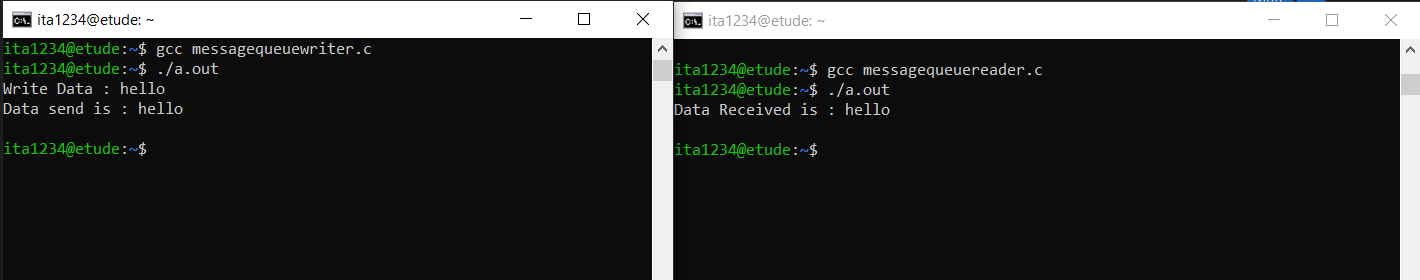 ita1234@etude: ~
ita1234@etude:~$ gcc messagequeuewriter.c
ita1234@etude:~$ ./a.out
Write Data : hello
Data send is : hello
ita1234@etude:~$
ita1234@etude: ~
ita1234@etude:~$ gcc messagequeuereader.c
ita1234@etude:~$ ./a.out
Data Received is : hello
ita1234@etude:~$